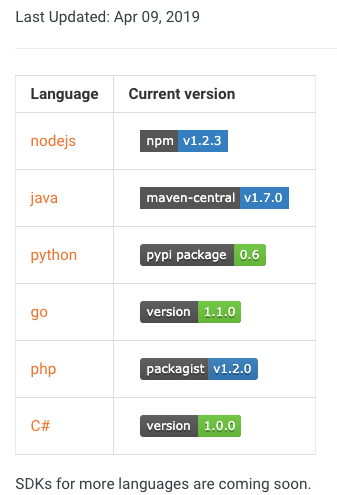 Last Updated: Apr 09, 2019
Language Current version
nodejs npm v1.2.3
java maven-central v1.7.0
python pypi package 0.6
go version 1.1.0
php packagist v1.2.0
C# version 1.0.0
SDKs for more languages are coming soon.